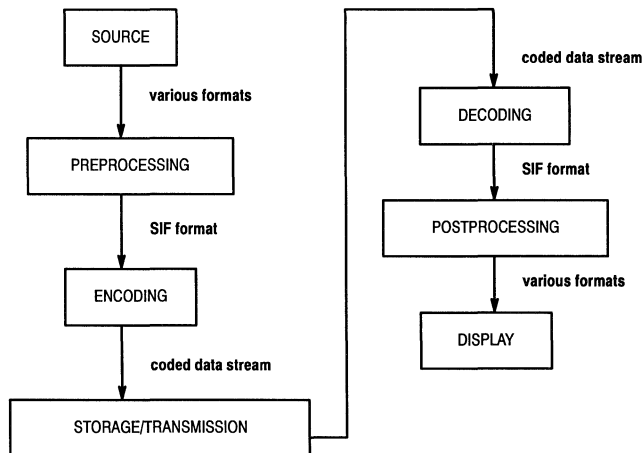 SOURCE
various formats
PREPROCESSING
SIF format
ENCODING
coded data stream
STORAGE/TRANSMISSION
coded data stream
DECODING
SIF format
POSTPROCESSING
various formats
DISPLAY